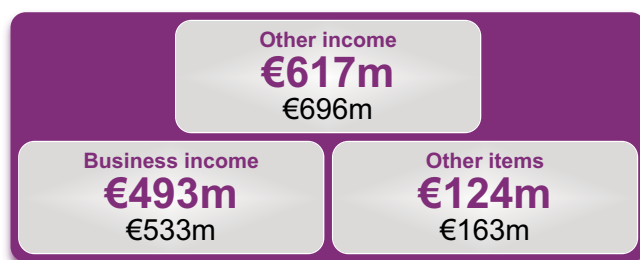 Other income
€617m
€696m
Business income
€493m
€533m
Other items
€124m
€163m